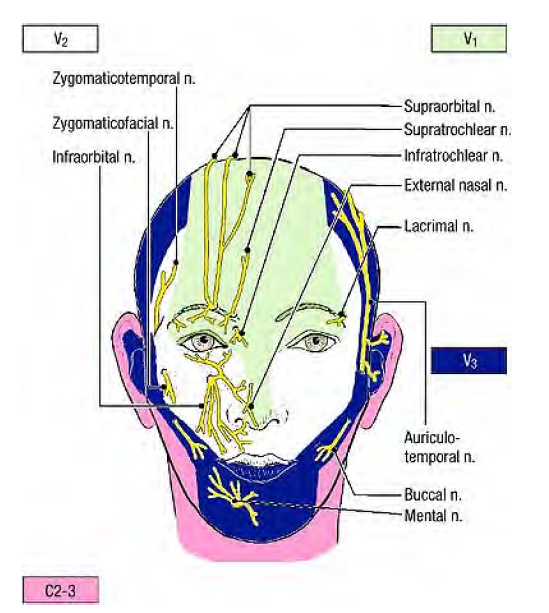 V₂
V₁
Zygomaticotemporal n.
Zygomaticofacial n.
Infraorbital n.
Supraorbital n.
Supratrochlear n.
Infratrochlear n.
External nasal n.
Lacrimal n.
V₃
Auriculo-
temporal n.
Buccal n.
Mental n.
C2-3